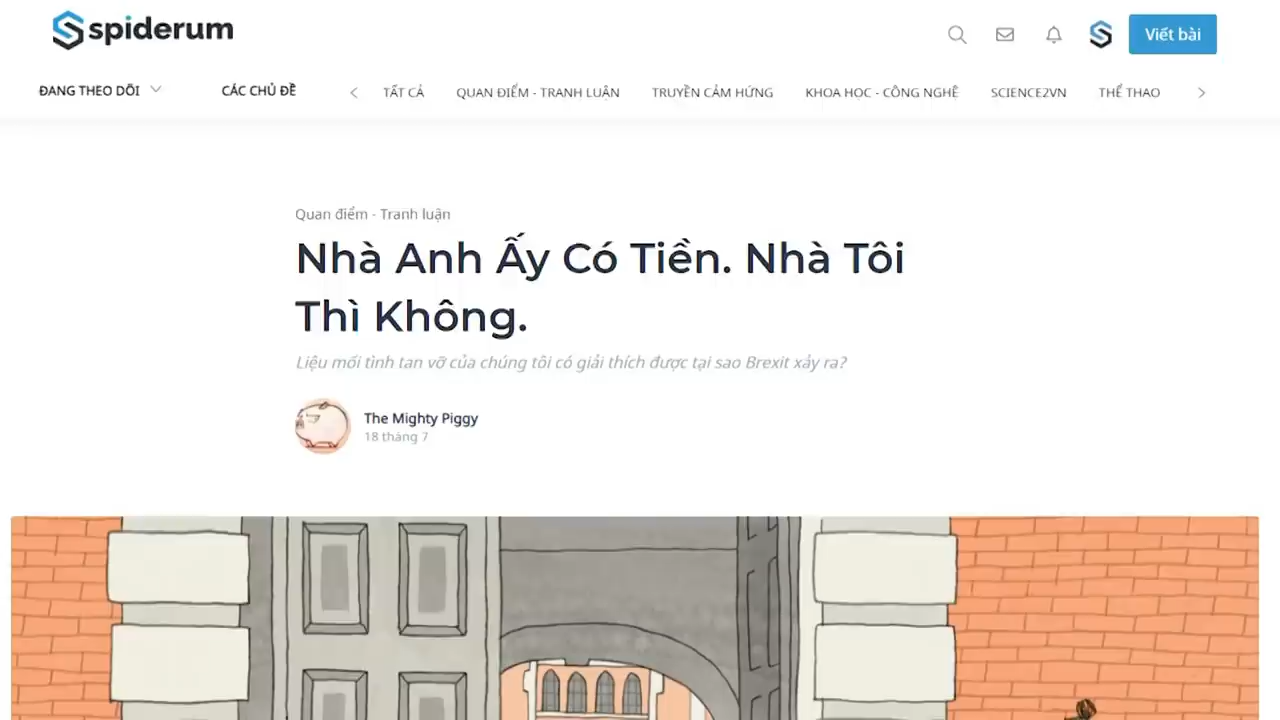 spiderum
Viết bài
ĐANG THEO DÕI
CÁC CHỦ ĐỀ
TẤT CẢ
QUAN ĐIỂM - TRANH LUẬN
TRUYỀN CẢM HỨNG
KHOA HỌC - CÔNG NGHỆ
SCIENCE2VN
THỂ THAO
Quan điểm - Tranh luận
Nhà Anh Ấy Có Tiền. Nhà Tôi
Thì Không.
Liệu mối tình tan vỡ của chúng tôi có giải thích được tại sao Brexit xảy ra?
The Mighty Piggy
18 tháng 7